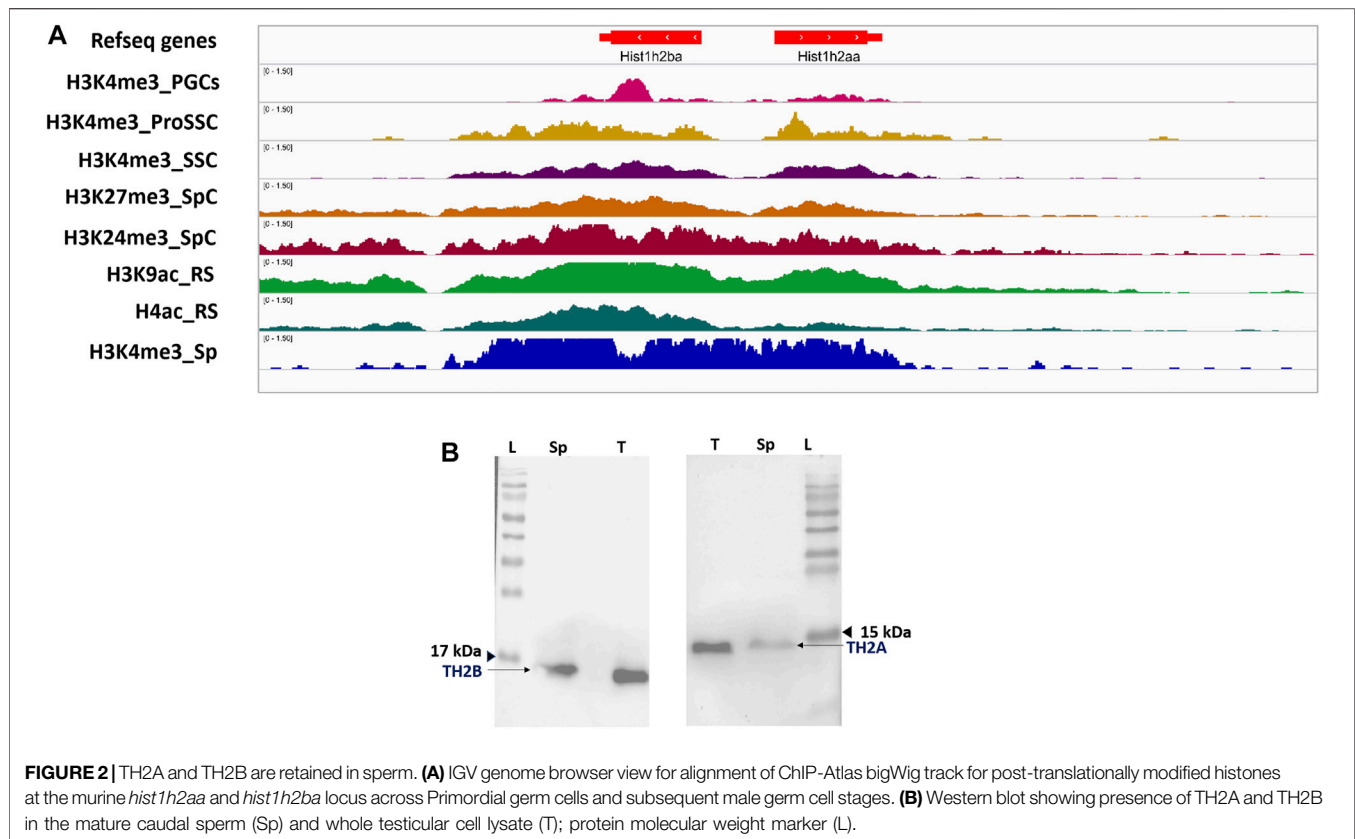 A
Refseq genes
Hist1h2ba
Hist1h2aa
H3K4me3_PGCs
[0 - 1.50]
H3K4me3_ProSSC
[0 - 1.50]
H3K4me3_SSC
[0 - 1.50]
H3K27me3_SpC
[0 - 1.50]
H3K24me3_SpC
[0 - 1.50]
H3K9ac_RS
[0 - 1.50]
H4ac_RS
[0 - 1.50]
H3K4me3_Sp
[0 - 1.50]
B
L Sp T
17 kDa
TH2B
T Sp L
15 kDa
TH2A
FIGURE 2 | TH2A and TH2B are retained in sperm. (A) IGV genome browser view for alignment of ChIP-Atlas bigWig track for post-translationally modified histones
at the murine hist1h2aa and hist1h2ba locus across Primordial germ cells and subsequent male germ cell stages. (B) Western blot showing presence of TH2A and TH2B
in the mature caudal sperm (Sp) and whole testicular cell lysate (T); protein molecular weight marker (L).